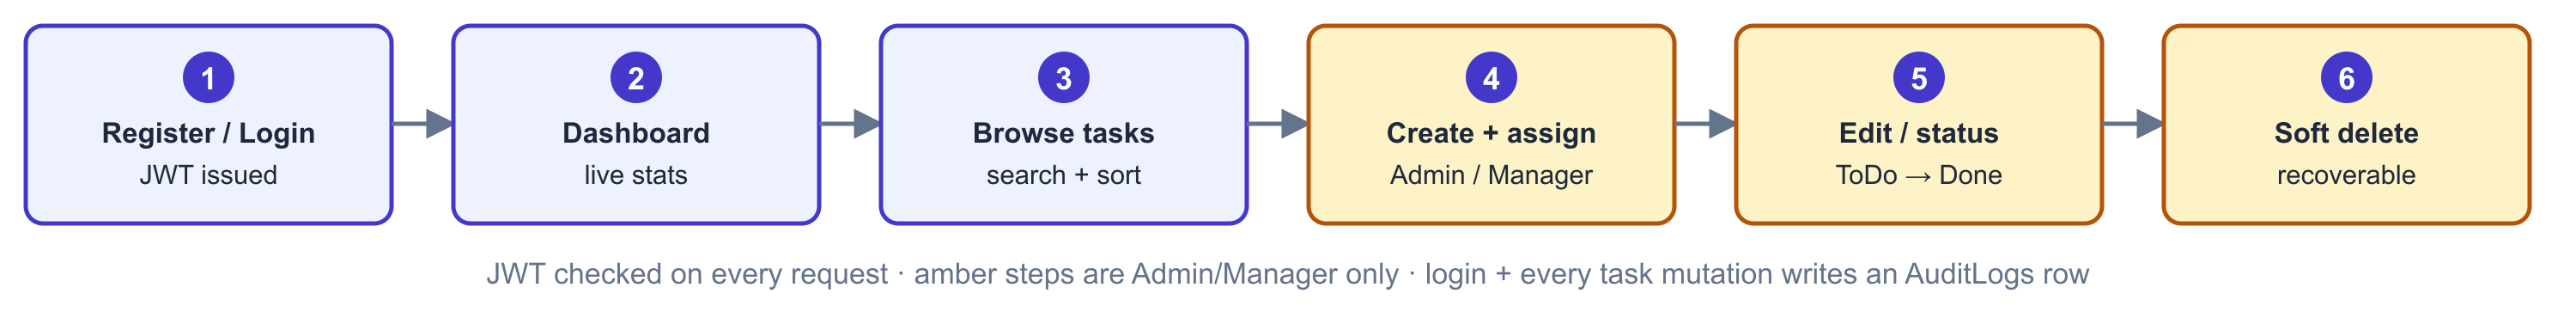 1
Register / Login
JWT issued
2
Dashboard
live stats
3
Browse tasks
search + sort
4
Create + assign
Admin / Manager
5
Edit / status
ToDo → Done
6
Soft delete
recoverable
JWT checked on every request · amber steps are Admin/Manager only · login + every task mutation writes an AuditLogs row